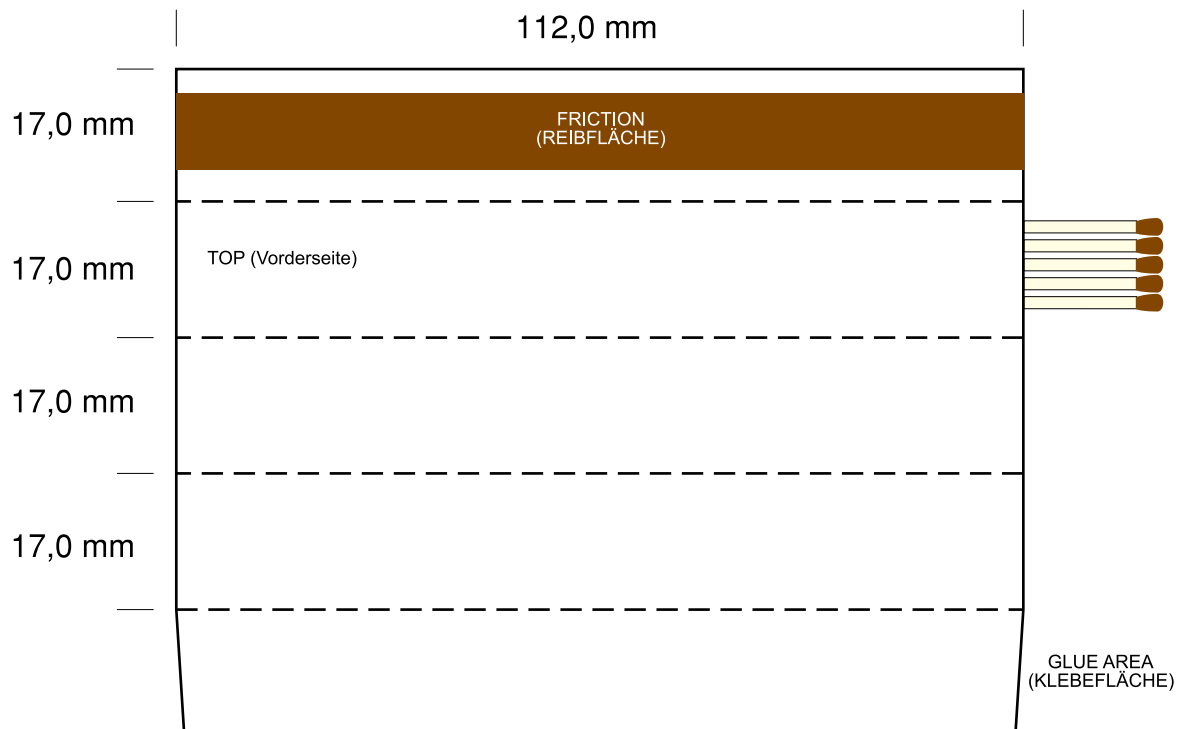 112,0 mm
17,0 mm
FRICTION
(REIBFLÄCHE)
17,0 mm
TOP (Vorderseite)
17,0 mm
17,0 mm
GLUE AREA
(KLEBEFLÄCHE)